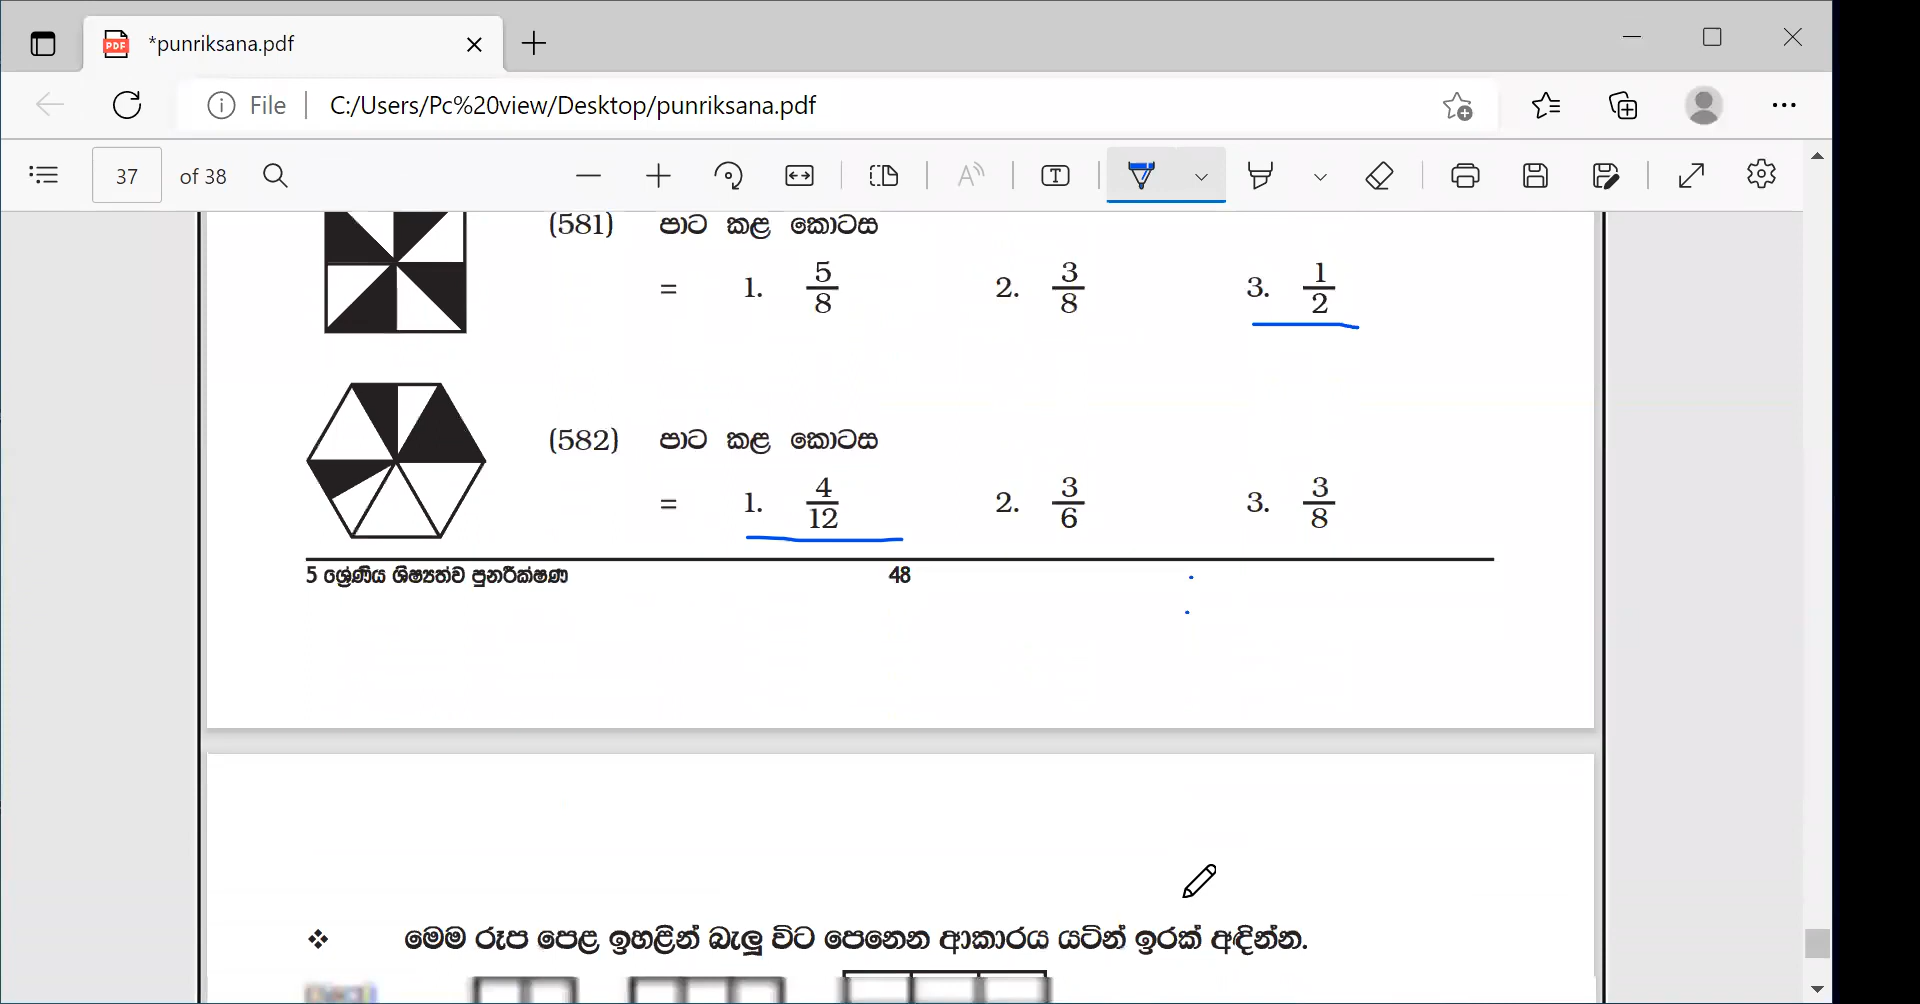 *punriksana.pdf
File
C:/Users/Pc%20view/Desktop/punriksana.pdf
37 of 38
(581) පාට කළ කොටස
= 1. 5/8 2. 3/8 3. 1/2
(582) පාට කළ කොටස
= 1. 4/12 2. 3/6 3. 3/8
5 ශ්‍රේණිය ශිෂ්‍යත්ව පුනරීක්ෂණ 48
මෙම රූප පෙළ ඉහළින් බැලූ විට පෙනෙන ආකාරය යටින් ඉරක් අඳින්න.